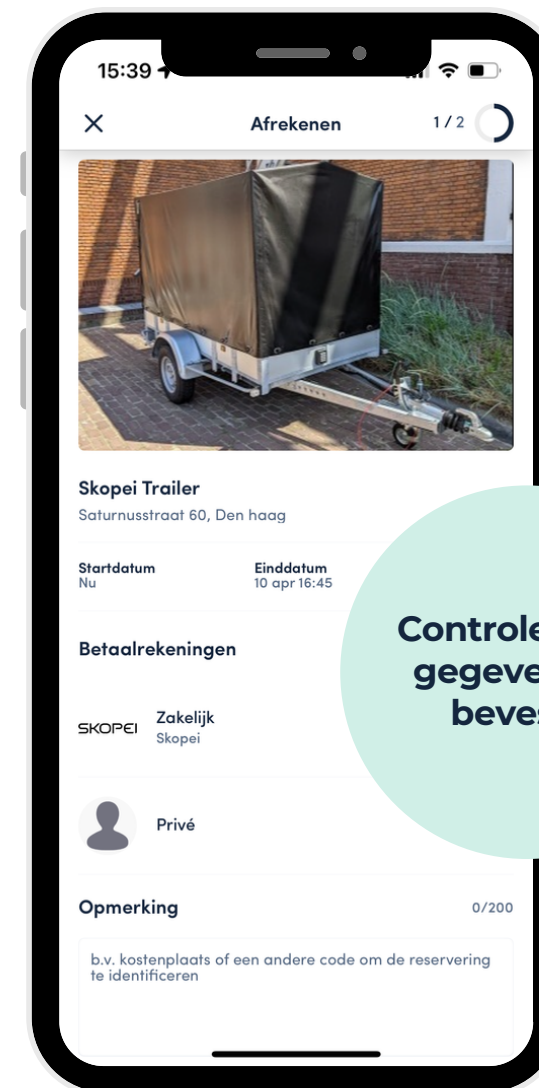 15:39
Afrekenen
1 / 2
Skopei Trailer
Saturnusstraat 60, Den haag
Startdatum
Einddatum
Nu
10 apr 16:45
Betaalrekeningen
SKOPEI
Zakelijk
Skopei
Privé
Opmerking
0/200
b.v. kostenplaats of een andere code om de reservering
te identificeren